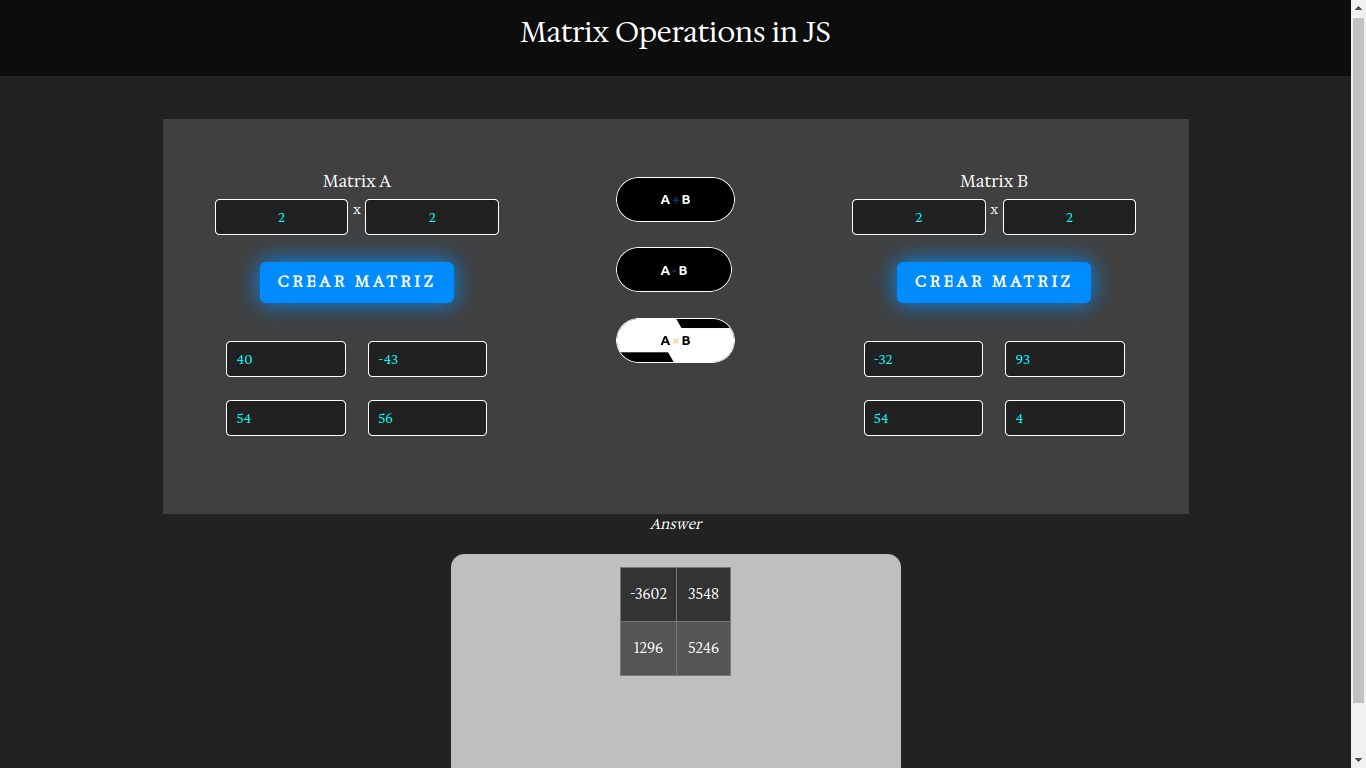 Matrix Operations in JS
Matrix A
2 x 2
CREAR MATRIZ
40 -43
54 56
A+B
A-B
A×B
Matrix B
2 x 2
CREAR MATRIZ
-32 93
54 4
Answer
-3602 3548
1296 5246